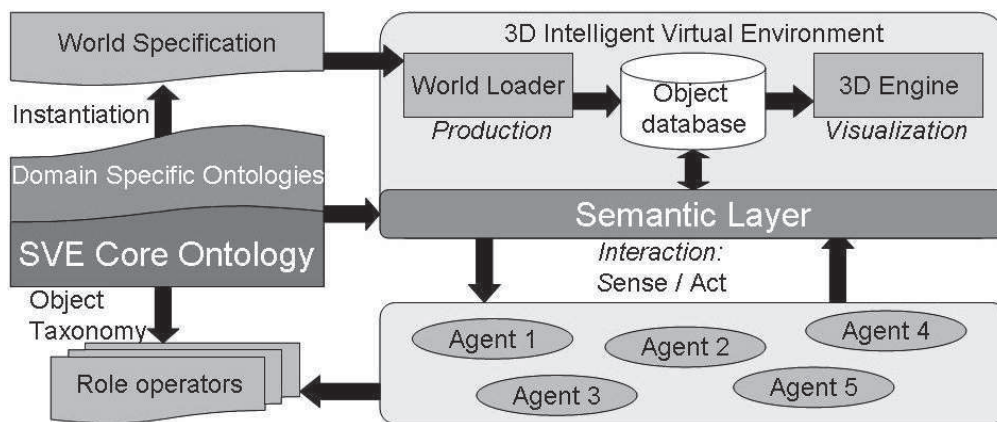 World Specification
Instantiation
Domain Specific Ontologies
SVE Core Ontology
Object
Taxonomy
Role operators
3D Intelligent Virtual Environment
World Loader
Production
Object
database
3D Engine
Visualization
Semantic Layer
Interaction:
Sense / Act
Agent 1
Agent 2
Agent 4
Agent 3
Agent 5